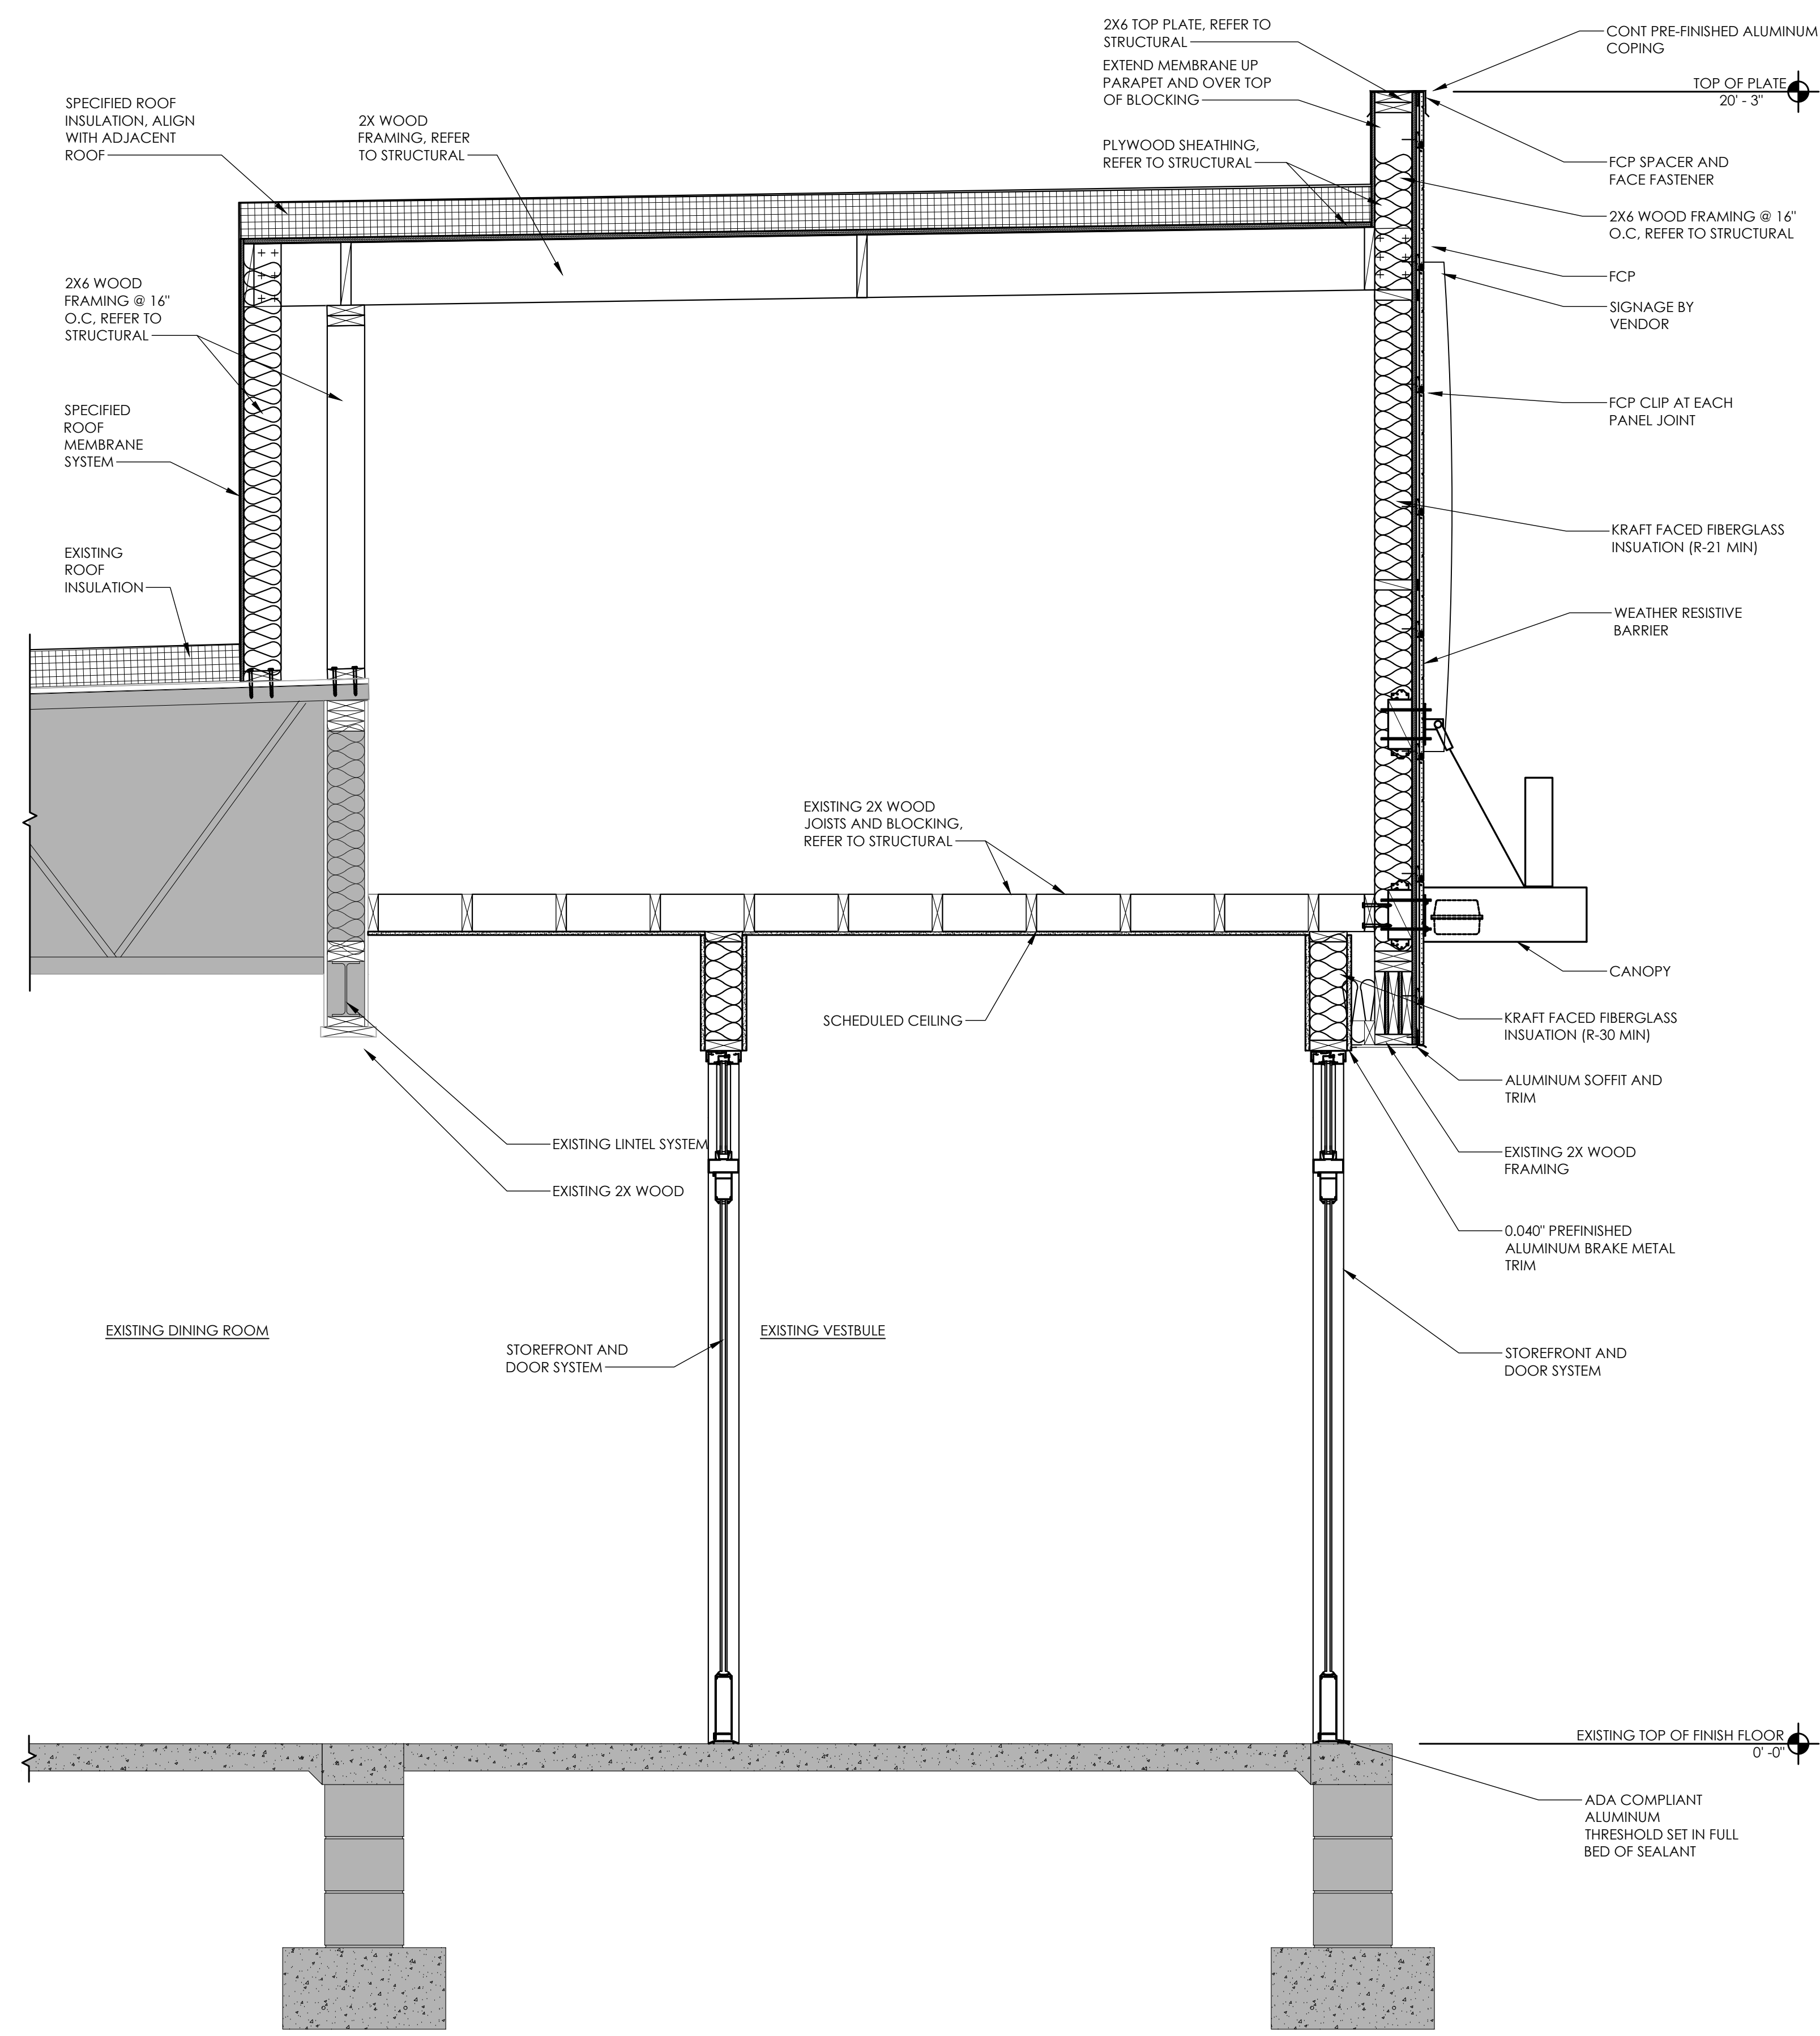 2X6 TOP PLATE, REFER TO
STRUCTURAL
EXTEND MEMBRANE UP
PARAPET AND OVER TOP
OF BLOCKING
PLYWOOD SHEATHING,
REFER TO STRUCTURAL
CONT PRE-FINISHED ALUMINUM
COPING
TOP OF PLATE
20' - 3"
SPECIFIED ROOF
INSULATION, ALIGN
WITH ADJACENT
ROOF
2X WOOD
FRAMING, REFER
TO STRUCTURAL
FCP SPACER AND
FACE FASTENER
2X6 WOOD FRAMING @ 16"
O.C, REFER TO STRUCTURAL
FCP
SIGNAGE BY
VENDOR
2X6 WOOD
FRAMING @ 16"
O.C, REFER TO
STRUCTURAL
FCP CLIP AT EACH
PANEL JOINT
SPECIFIED
ROOF
MEMBRANE
SYSTEM
KRAFT FACED FIBERGLASS
INSUATION (R-21 MIN)
EXISTING
ROOF
INSULATION
WEATHER RESISTIVE
BARRIER
EXISTING 2X WOOD
JOISTS AND BLOCKING,
REFER TO STRUCTURAL
CANOPY
SCHEDULED CEILING
KRAFT FACED FIBERGLASS
INSUATION (R-30 MIN)
ALUMINUM SOFFIT AND
TRIM
EXISTING LINTEL SYSTEM
EXISTING 2X WOOD
FRAMING
EXISTING 2X WOOD
0.040" PREFINISHED
ALUMINUM BRAKE METAL
TRIM
EXISTING DINING ROOM
EXISTING VESTBULE
STOREFRONT AND
DOOR SYSTEM
STOREFRONT AND
DOOR SYSTEM
EXISTING TOP OF FINISH FLOOR
0' -0"
ADA COMPLIANT
ALUMINUM
THRESHOLD SET IN FULL
BED OF SEALANT